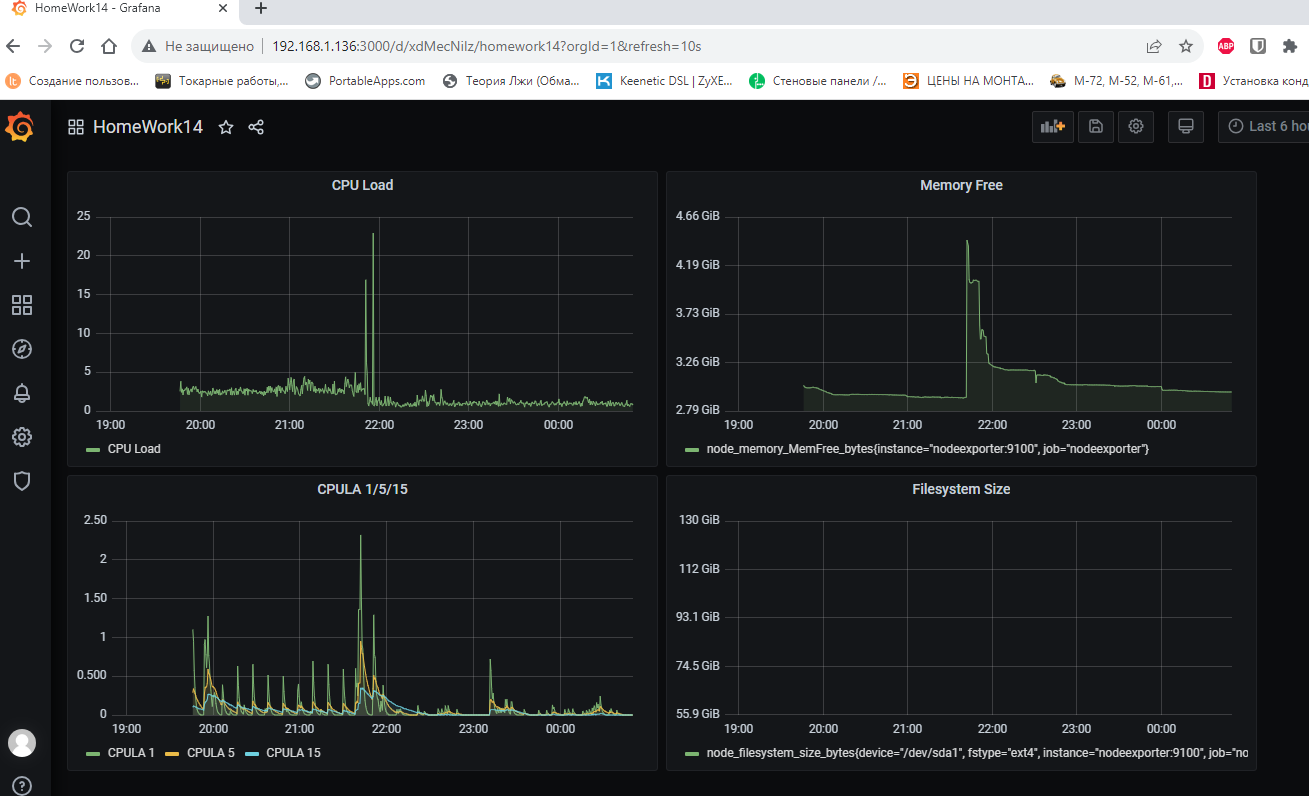 HomeWork14 - Grafana
Не защищено 192.168.1.136:3000/d/xdMecNilz/homework14?orgId=1&refresh=10s
ABP
lt Создание пользов... Токарные работы,... PortableApps.com Теория Лжи (Обма... Keenetic DSL | ZyXE... Стеновые панели /... ЦЕНЫ НА МОНТА... М-72, М-52, М-61,... D Установка конд
HomeWork14
Last 6 hou
CPU Load
25
20
15
10
5
0
19:00 20:00 21:00 22:00 23:00 00:00
CPU Load
Memory Free
4.66 GiB
4.19 GiB
3.73 GiB
3.26 GiB
2.79 GiB
19:00 20:00 21:00 22:00 23:00 00:00
node_memory_MemFree_bytes{instance="nodeexporter:9100", job="nodeexporter"}
CPULA 1/5/15
2.50
2
1.50
1
0.500
0
19:00 20:00 21:00 22:00 23:00 00:00
CPULA 1 CPULA 5 CPULA 15
Filesystem Size
130 GiB
112 GiB
93.1 GiB
74.5 GiB
55.9 GiB
19:00 20:00 21:00 22:00 23:00 00:00
node_filesystem_size_bytes{device="/dev/sda1", fstype="ext4", instance="nodeexporter:9100", job="no